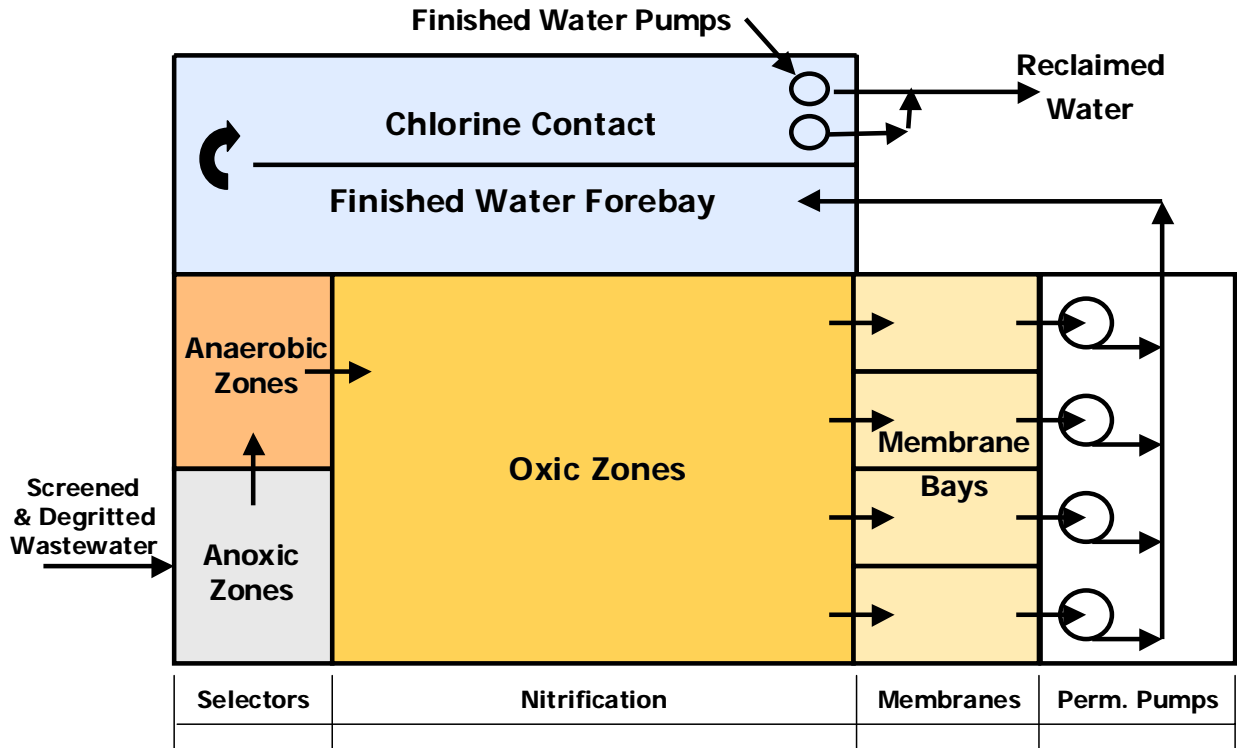 Finished Water Pumps
Reclaimed
Water
Chlorine Contact
Finished Water Forebay
Anaerobic
Zones
Oxic Zones
Membrane
Bays
Screened
& Degritted
Wastewater
Anoxic
Zones
Selectors
Nitrification
Membranes
Perm. Pumps